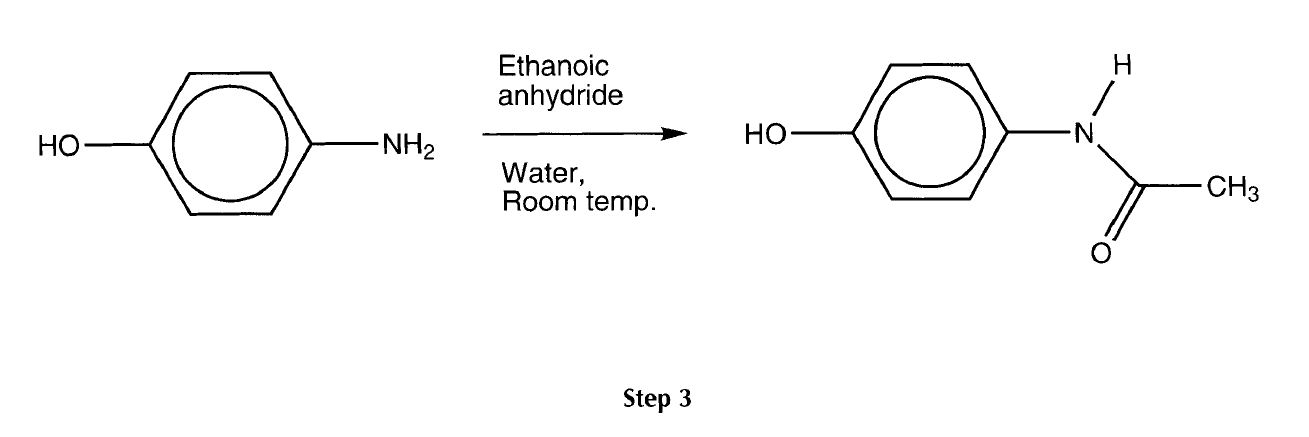 HO
NH2
Ethanoic
anhydride
Water,
Room temp.
HO
H
N
CH3
O
Step 3